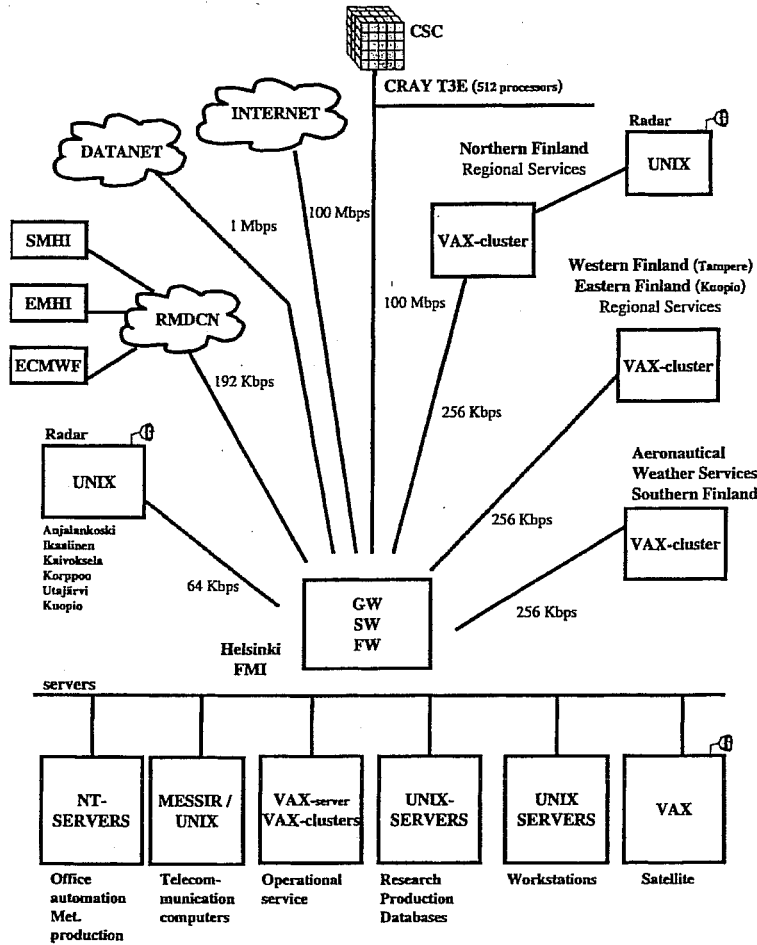 CSC
CRAY T3E (512 processors)
INTERNET
DATANET
Radar
UNIX
Northern Finland
Regional Services
VAX-cluster
1 Mbps
100 Mbps
100 Mbps
SMHI
EMHI
ECMWF
RMDCN
192 Kbps
256 Kbps
Western Finland (Tampere)
Eastern Finland (Kuopio)
Regional Services
VAX-cluster
256 Kbps
Radar
UNIX
Anjalankoski
Ikaalinen
Kaivoksela
Korppoo
Utajärvi
Kuopio
64 Kbps
Aeronautical
Weather Services
Southern Finland
VAX-cluster
256 Kbps
GW
SW
FW
Helsinki
FMI
servers
NT-
SERVERS
MESSIR /
UNIX
VAX-server
VAX-clusters
UNIX-
SERVERS
UNIX
SERVERS
VAX
Office
automation
Met.
production
Telecom-
munication
computers
Operational
service
Research
Production
Databases
Workstations
Satellite